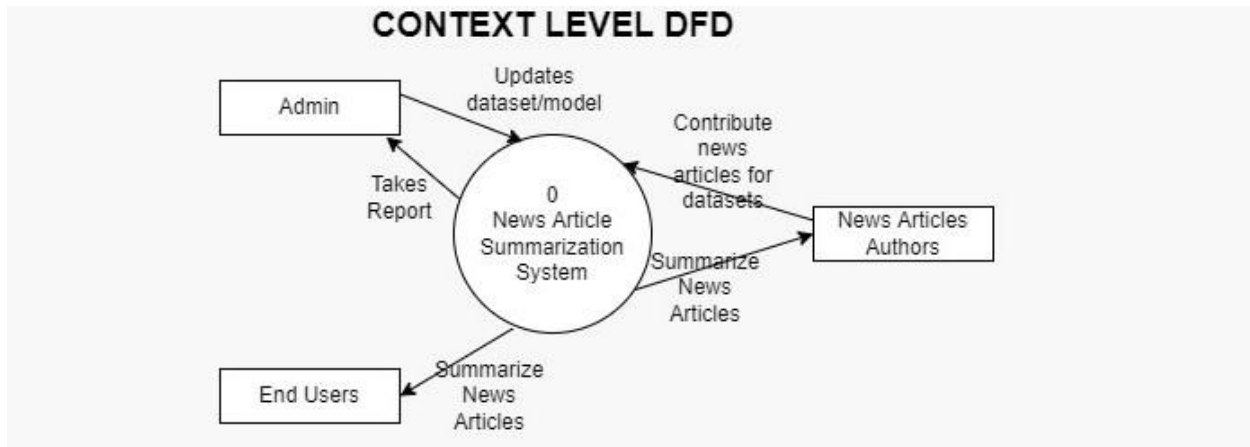 CONTEXT LEVEL DFD
Updates
dataset/model
Admin
Contribute
news
articles for
datasets
Takes
Report
0
News Article
Summarization
System
News Articles
Authors
Summarize
News
Articles
End Users
Summarize
News
Articles